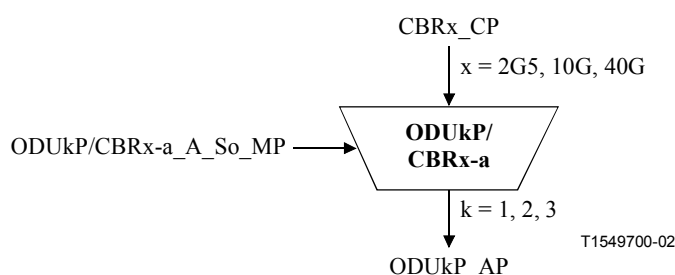 CBRx_CP
x = 2G5, 10G, 40G
ODUkP/CBRx-a_A_So_MP
ODUkP/
CBRx-a
k = 1, 2, 3
T1549700-02
ODUkP_AP